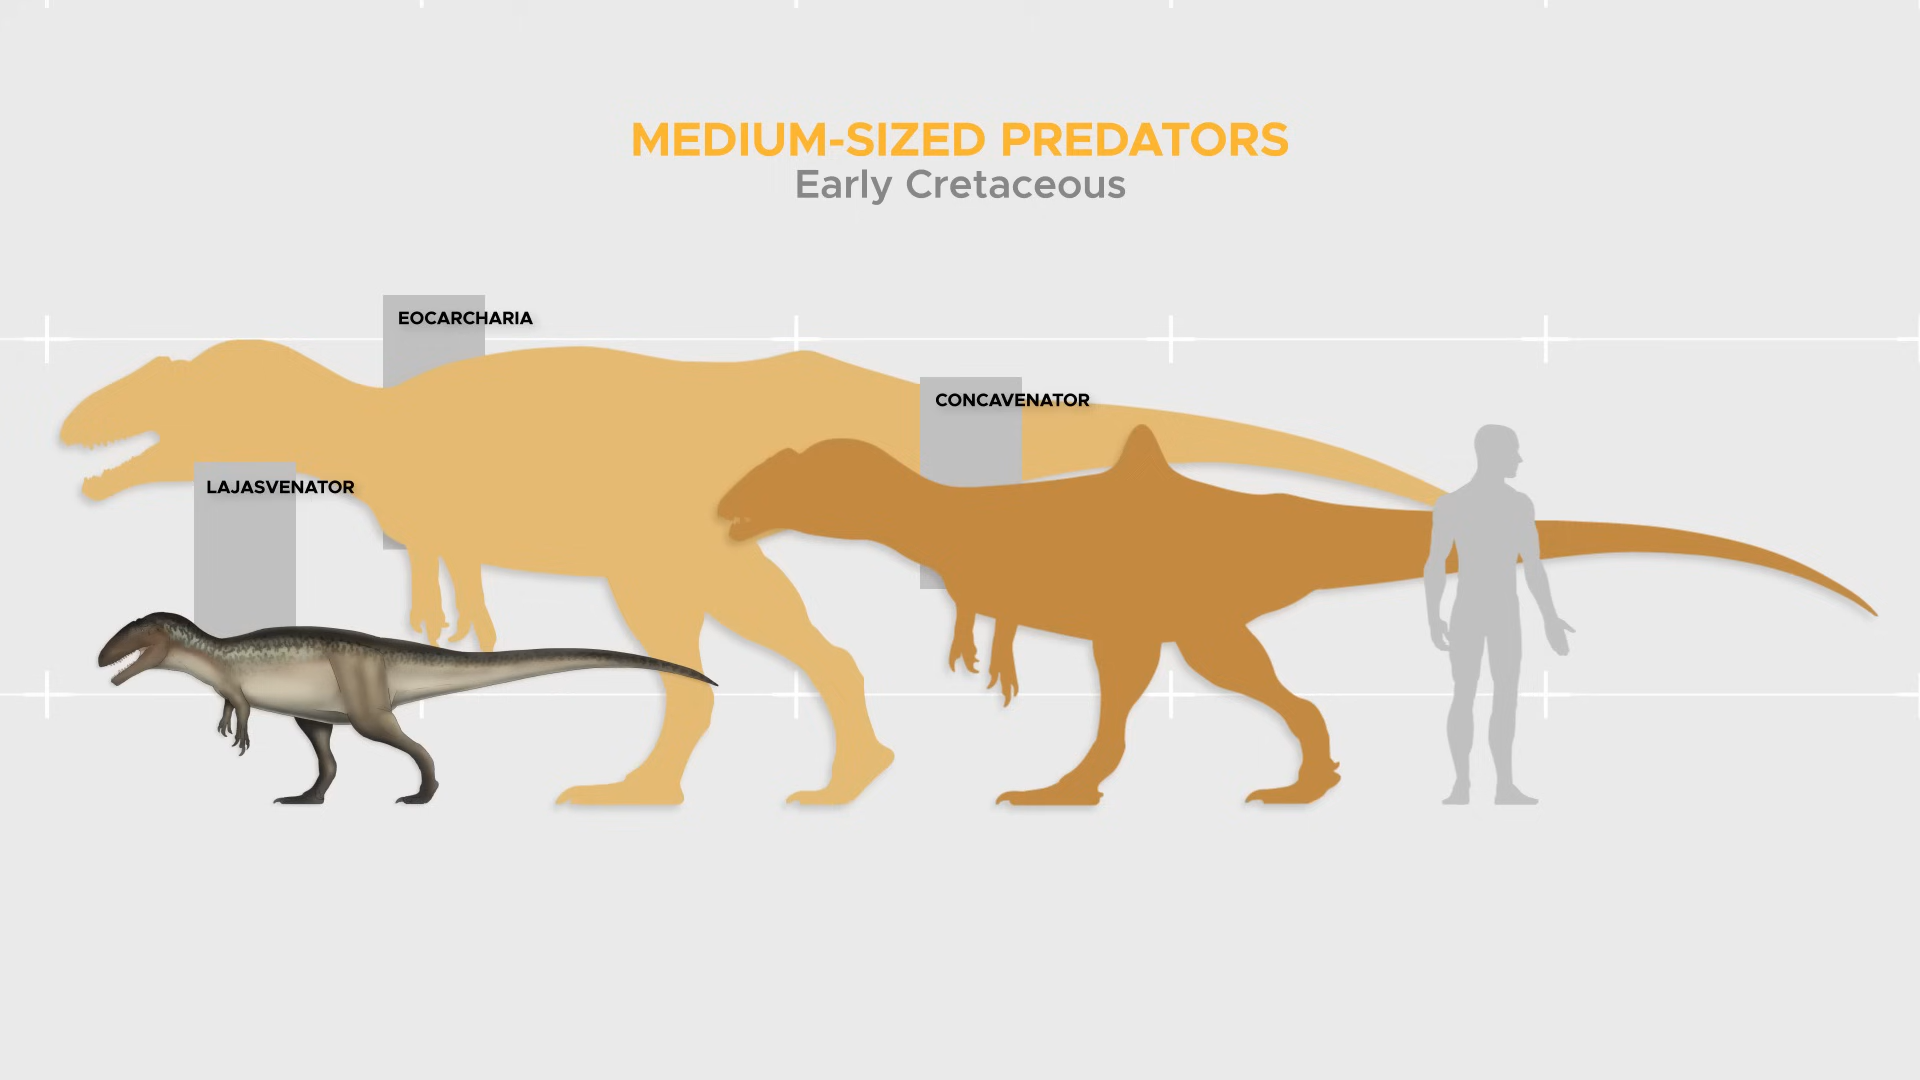 MEDIUM-SIZED PREDATORS
Early Cretaceous
EOCARCHARIA
CONCAVENATOR
LAJASVENATOR